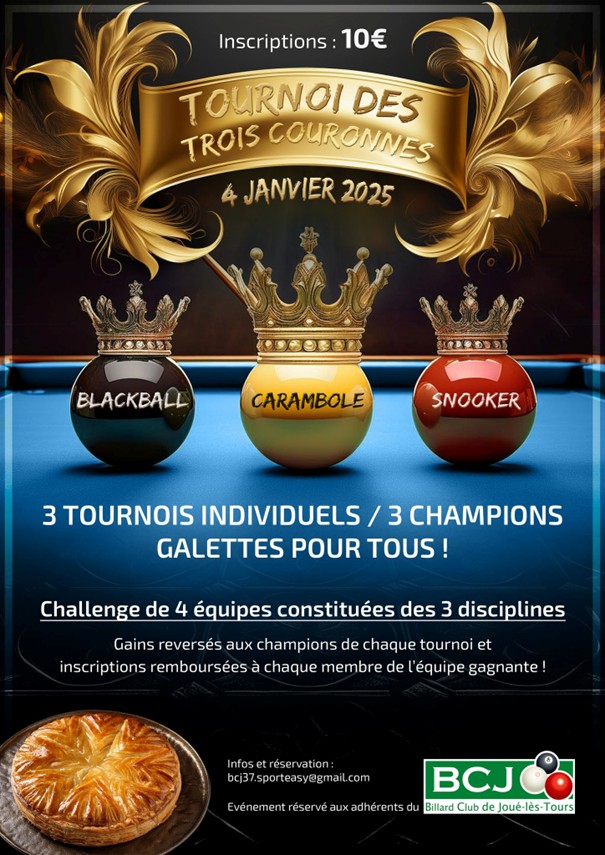 Inscriptions : 10€
TOURNOI DES
TROIS COURONNES
4 JANVIER 2025
BLACKBALL
CARAMBOLE
SNOOKER
3 TOURNOIS INDIVIDUELS / 3 CHAMPIONS
GALETTES POUR TOUS !
Challenge de 4 équipes constituées des 3 disciplines
Gains reversés aux champions de chaque tournoi et
inscriptions remboursées à chaque membre de l'équipe gagnante !
Infos et réservation :
bcj37.sporteasy@gmail.com
Evénement réservé aux adhérents du
BCJ
8
Billard Club de Joué-lès-Tours